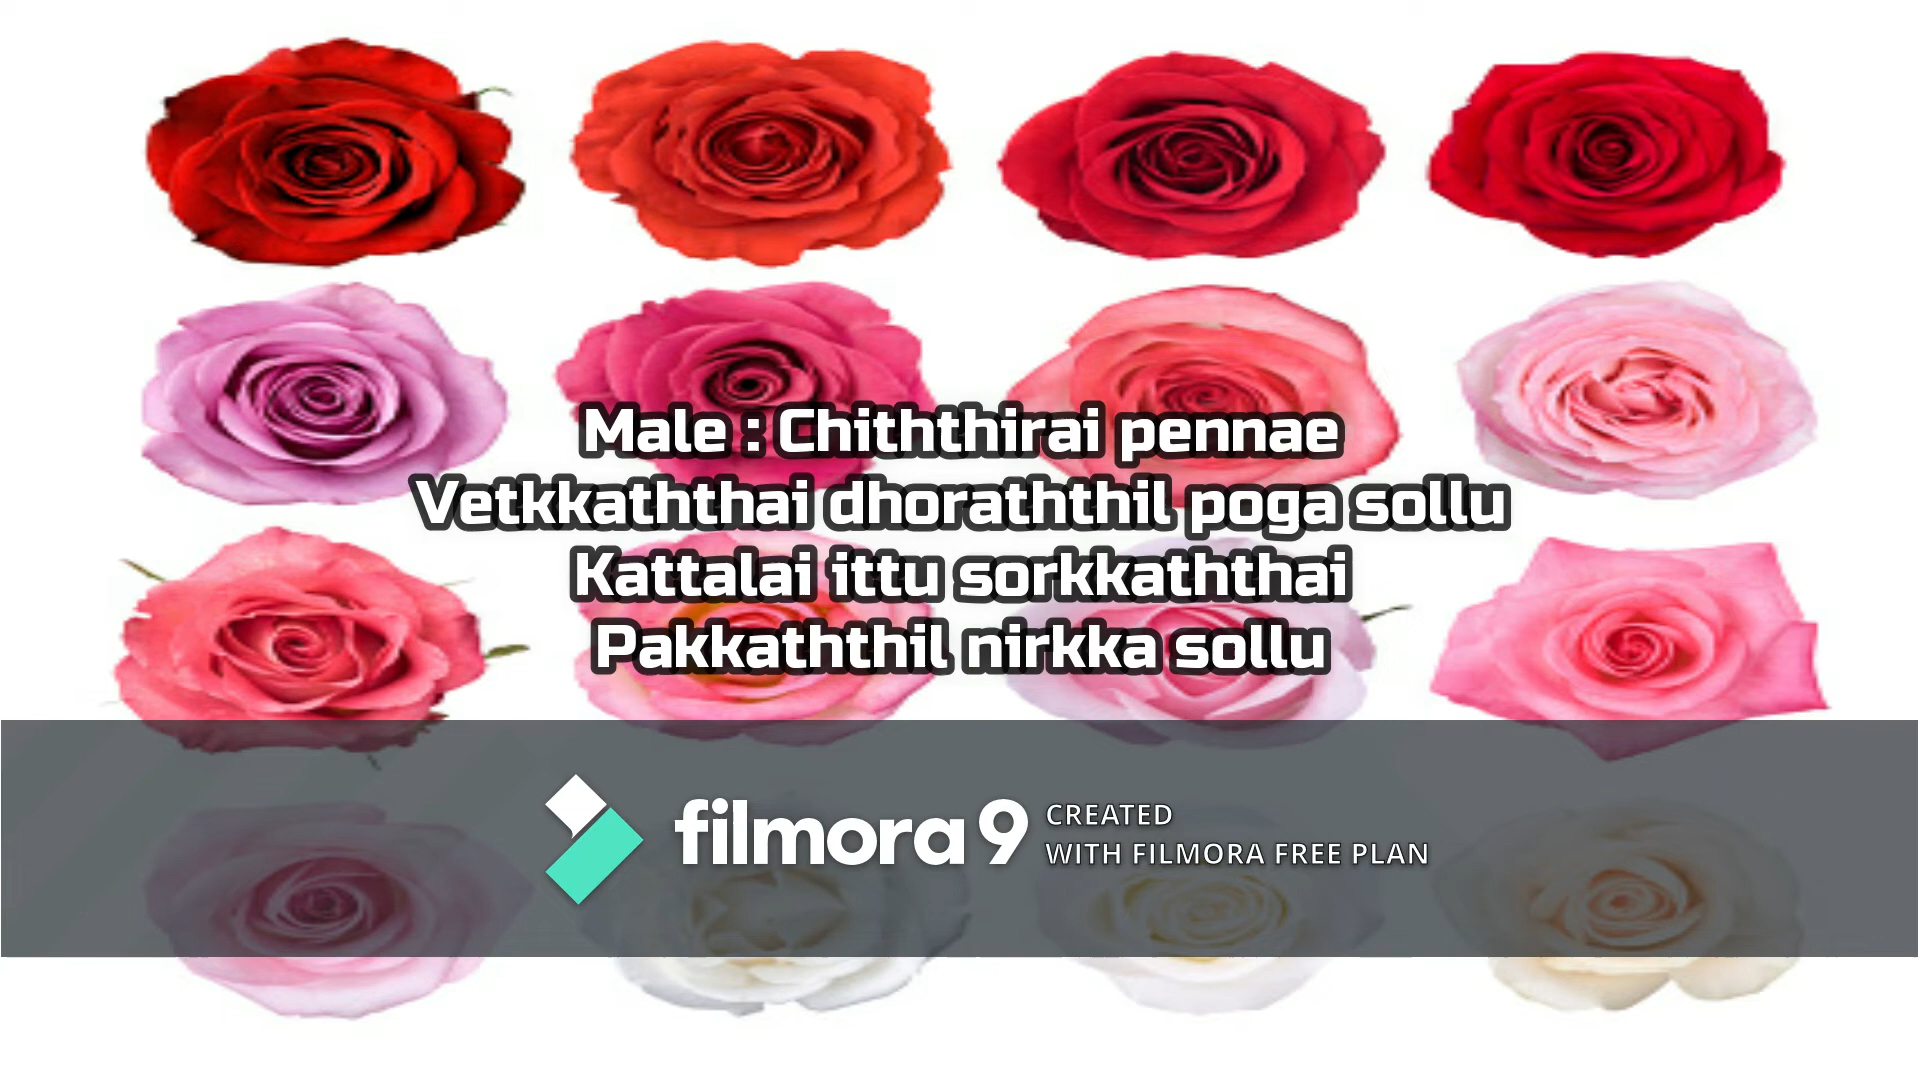 Male : Chiththirai pennae
Vetkkaththai dhoraththil poga sollu
Kattalai ittu sorkkaththai
Pakkaththil nirkka sollu
filmora 9 CREATED
WITH FILMORA FREE PLAN